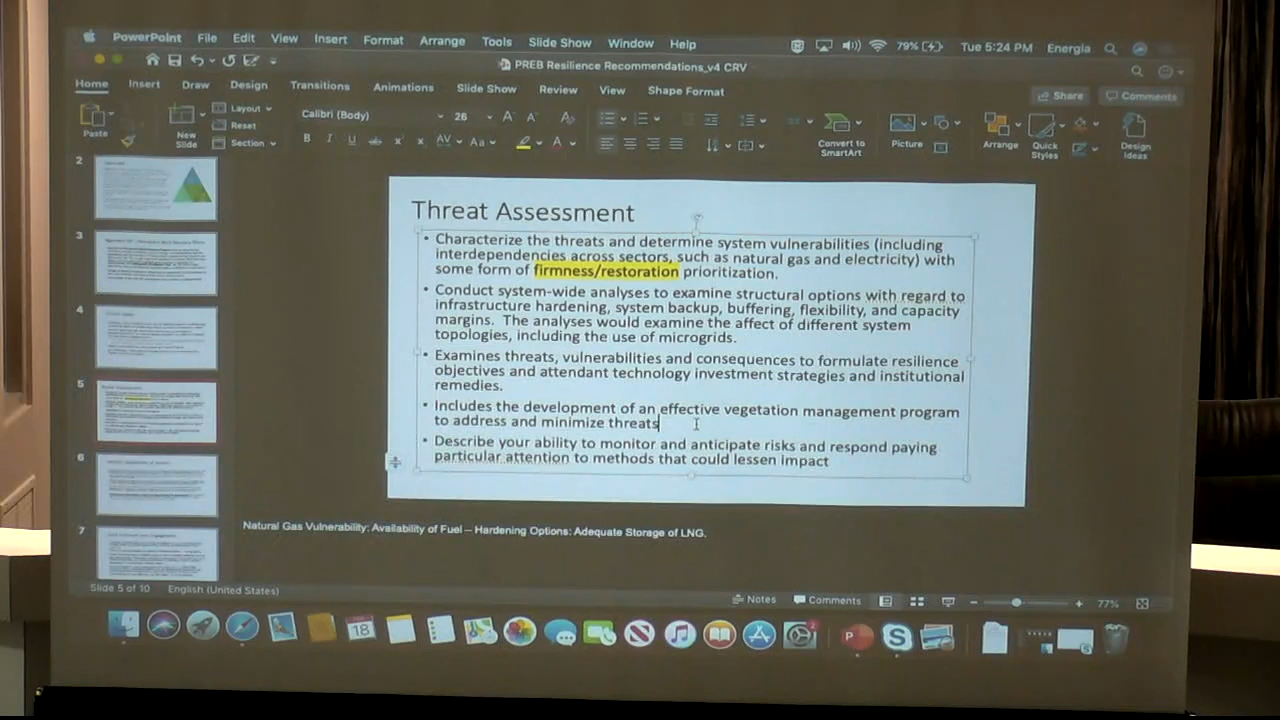 PowerPoint File Edit View Insert Format Arrange Tools Slide Show Window Help 79% Tue 5:24 PM Energia
PREB Resilience Recommendations_v4 CRV
Home Insert Draw Design Transitions Animations Slide Show Review View Shape Format Share Comments
Paste
New Slide
Layout
Reset
Section
Calibri (Body) 26
B I U
Convert to SmartArt
Picture
Arrange
Quick Styles
Design Ideas
2
3
4
5
6
7
Threat Assessment
• Characterize the threats and determine system vulnerabilities (including
interdependencies across sectors, such as natural gas and electricity) with
some form of firmness/restoration prioritization.
• Conduct system-wide analyses to examine structural options with regard to
infrastructure hardening, system backup, buffering, flexibility, and capacity
margins. The analyses would examine the affect of different system
topologies, including the use of microgrids.
• Examines threats, vulnerabilities and consequences to formulate resilience
objectives and attendant technology investment strategies and institutional
remedies.
• Includes the development of an effective vegetation management program
to address and minimize threats
• Describe your ability to monitor and anticipate risks and respond paying
particular attention to methods that could lessen impact
Natural Gas Vulnerability: Availability of Fuel – Hardening Options: Adequate Storage of LNG.
Slide 5 of 10 English (United States) Notes Comments 77%
18